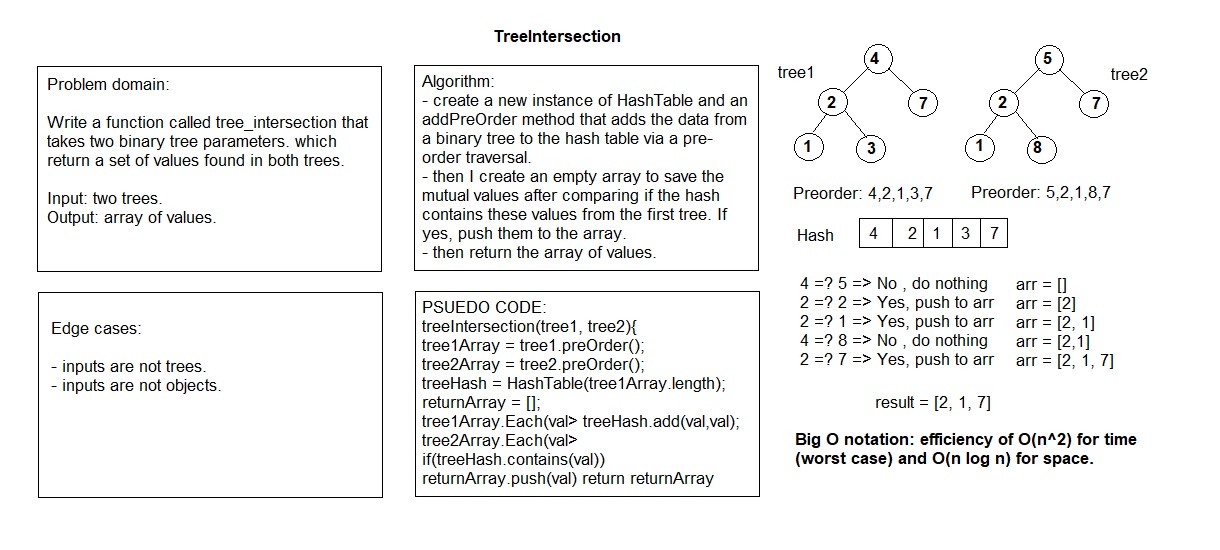 TreeIntersection
Problem domain:
Write a function called tree_intersection that
takes two binary tree parameters. which
return a set of values found in both trees.
Input: two trees.
Output: array of values.
Algorithm:
- create a new instance of HashTable and an
addPreOrder method that adds the data from
a binary tree to the hash table via a pre-
order traversal.
- then I create an empty array to save the
mutual values after comparing if the hash
contains these values from the first tree. If
yes, push them to the array.
- then return the array of values.
Edge cases:
- inputs are not trees.
- inputs are not objects.
PSUEDO CODE:
treeIntersection(tree1, tree2){
tree1Array = tree1.preOrder();
tree2Array = tree2.preOrder();
treeHash = HashTable(tree1Array.length);
returnArray = [];
tree1Array.Each(val> treeHash.add(val,val);
tree2Array.Each(val>
if(treeHash.contains(val))
returnArray.push(val) return returnArray
tree1
4
2
7
1
3
Preorder: 4,2,1,3,7
tree2
5
2
7
1
8
Preorder: 5,2,1,8,7
Hash 4 2 1 3 7
4 =? 5 => No , do nothing arr = []
2 =? 2 => Yes, push to arr arr = [2]
2 =? 1 => Yes, push to arr arr = [2, 1]
4 =? 8 => No , do nothing arr = [2,1]
2 =? 7 => Yes, push to arr arr = [2, 1, 7]
result = [2, 1, 7]
Big O notation: efficiency of O(n^2) for time
(worst case) and O(n log n) for space.